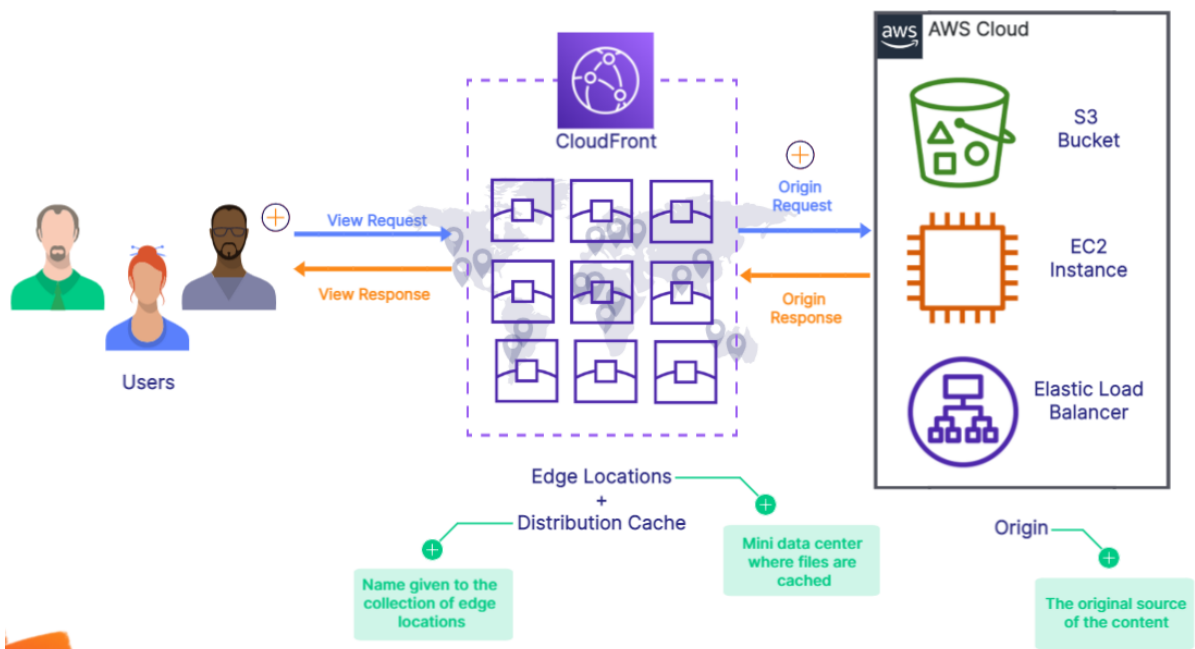 aws
AWS Cloud
CloudFront
S3
Bucket
Origin
Request
View Request
EC2
Instance
View Response
Origin
Response
Users
Elastic Load
Balancer
Edge Locations
+
Distribution Cache
Origin
Mini data center
where files are
cached
Name given to the
collection of edge
locations
The original source
of the content